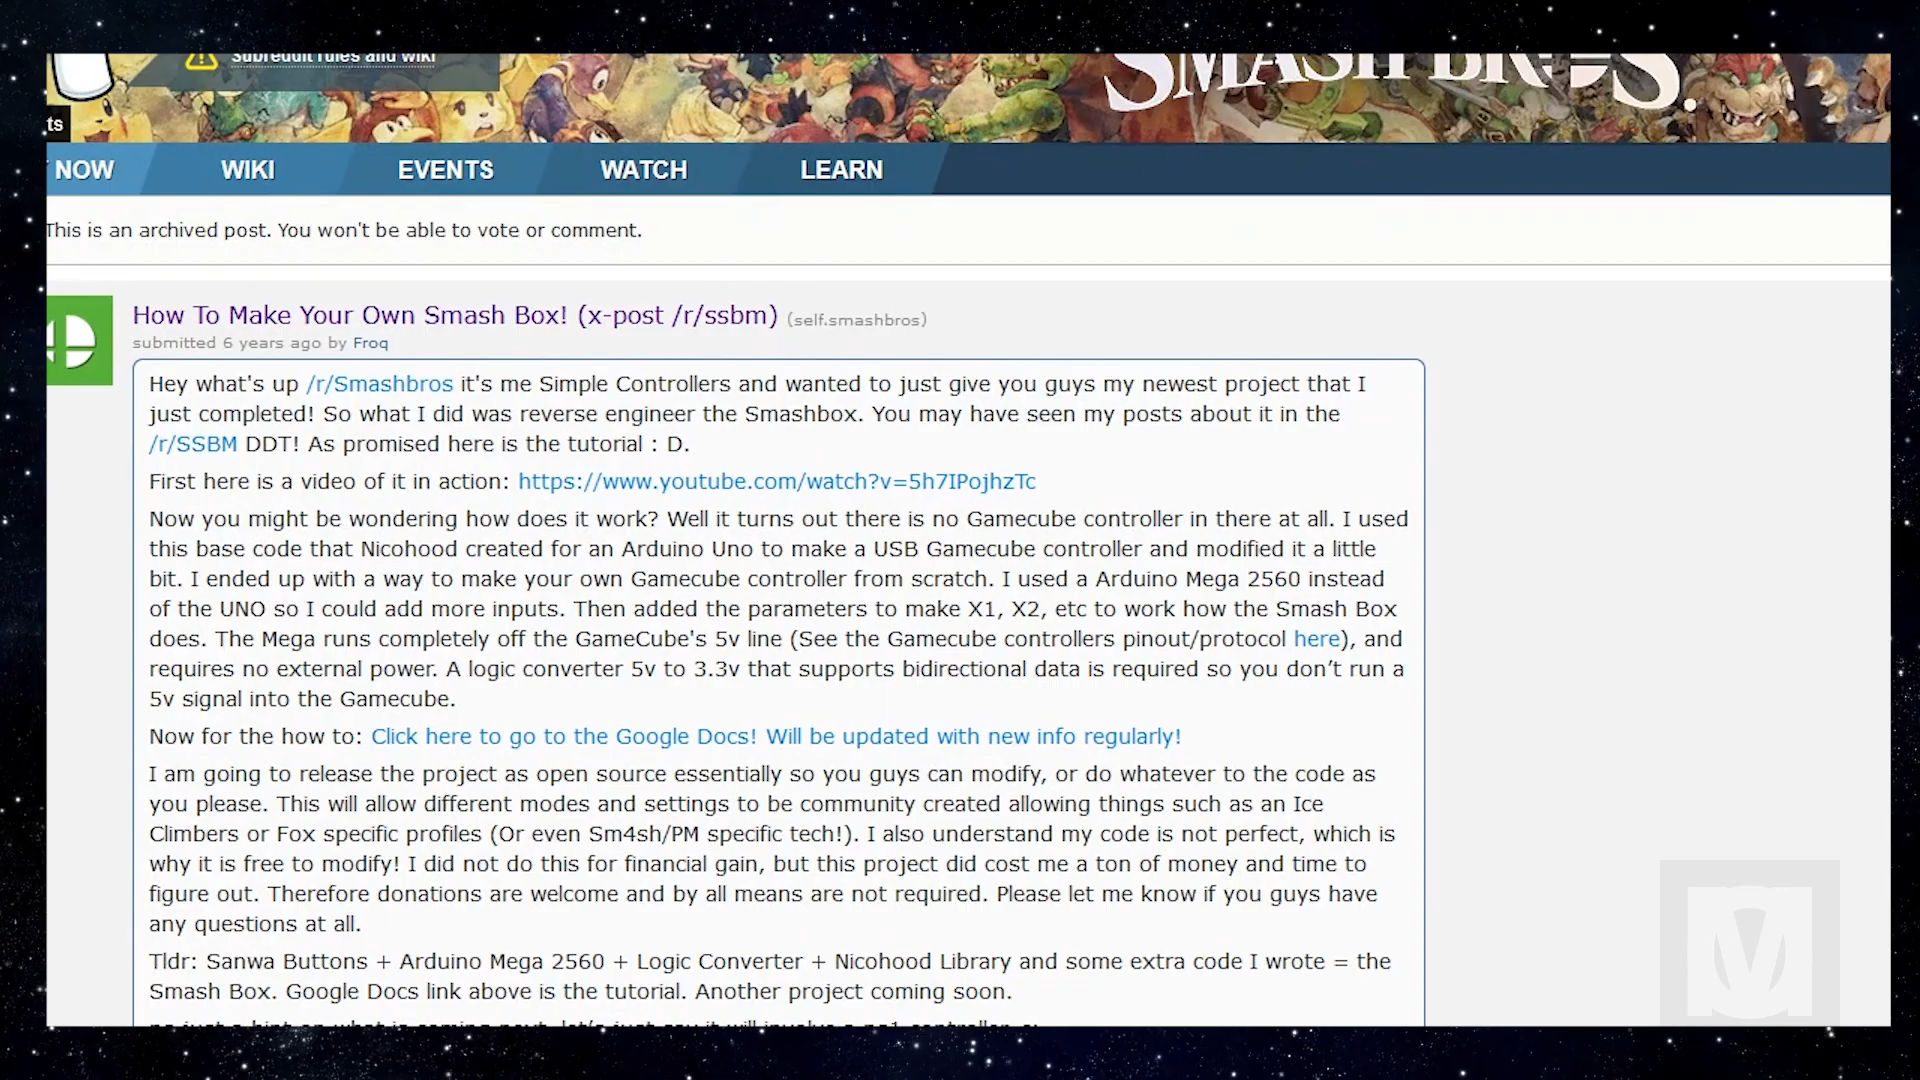 Subreddit rules and wiki
SMASH BROS.
ts
NOW WIKI EVENTS WATCH LEARN
This is an archived post. You won't be able to vote or comment.
How To Make Your Own Smash Box! (x-post /r/ssbm) (self.smashbros)
submitted 6 years ago by Froq
Hey what's up /r/Smashbros it's me Simple Controllers and wanted to just give you guys my newest project that I
just completed! So what I did was reverse engineer the Smashbox. You may have seen my posts about it in the
/r/SSBM DDT! As promised here is the tutorial : D.
First here is a video of it in action: https://www.youtube.com/watch?v=5h7IPojhzTc
Now you might be wondering how does it work? Well it turns out there is no Gamecube controller in there at all. I used
this base code that Nicohood created for an Arduino Uno to make a USB Gamecube controller and modified it a little
bit. I ended up with a way to make your own Gamecube controller from scratch. I used a Arduino Mega 2560 instead
of the UNO so I could add more inputs. Then added the parameters to make X1, X2, etc to work how the Smash Box
does. The Mega runs completely off the GameCube's 5v line (See the Gamecube controllers pinout/protocol here), and
requires no external power. A logic converter 5v to 3.3v that supports bidirectional data is required so you don’t run a
5v signal into the Gamecube.
Now for the how to: Click here to go to the Google Docs! Will be updated with new info regularly!
I am going to release the project as open source essentially so you guys can modify, or do whatever to the code as
you please. This will allow different modes and settings to be community created allowing things such as an Ice
Climbers or Fox specific profiles (Or even Sm4sh/PM specific tech!). I also understand my code is not perfect, which is
why it is free to modify! I did not do this for financial gain, but this project did cost me a ton of money and time to
figure out. Therefore donations are welcome and by all means are not required. Please let me know if you guys have
any questions at all.
Tldr: Sanwa Buttons + Arduino Mega 2560 + Logic Converter + Nicohood Library and some extra code I wrote = the
Smash Box. Google Docs link above is the tutorial. Another project coming soon.